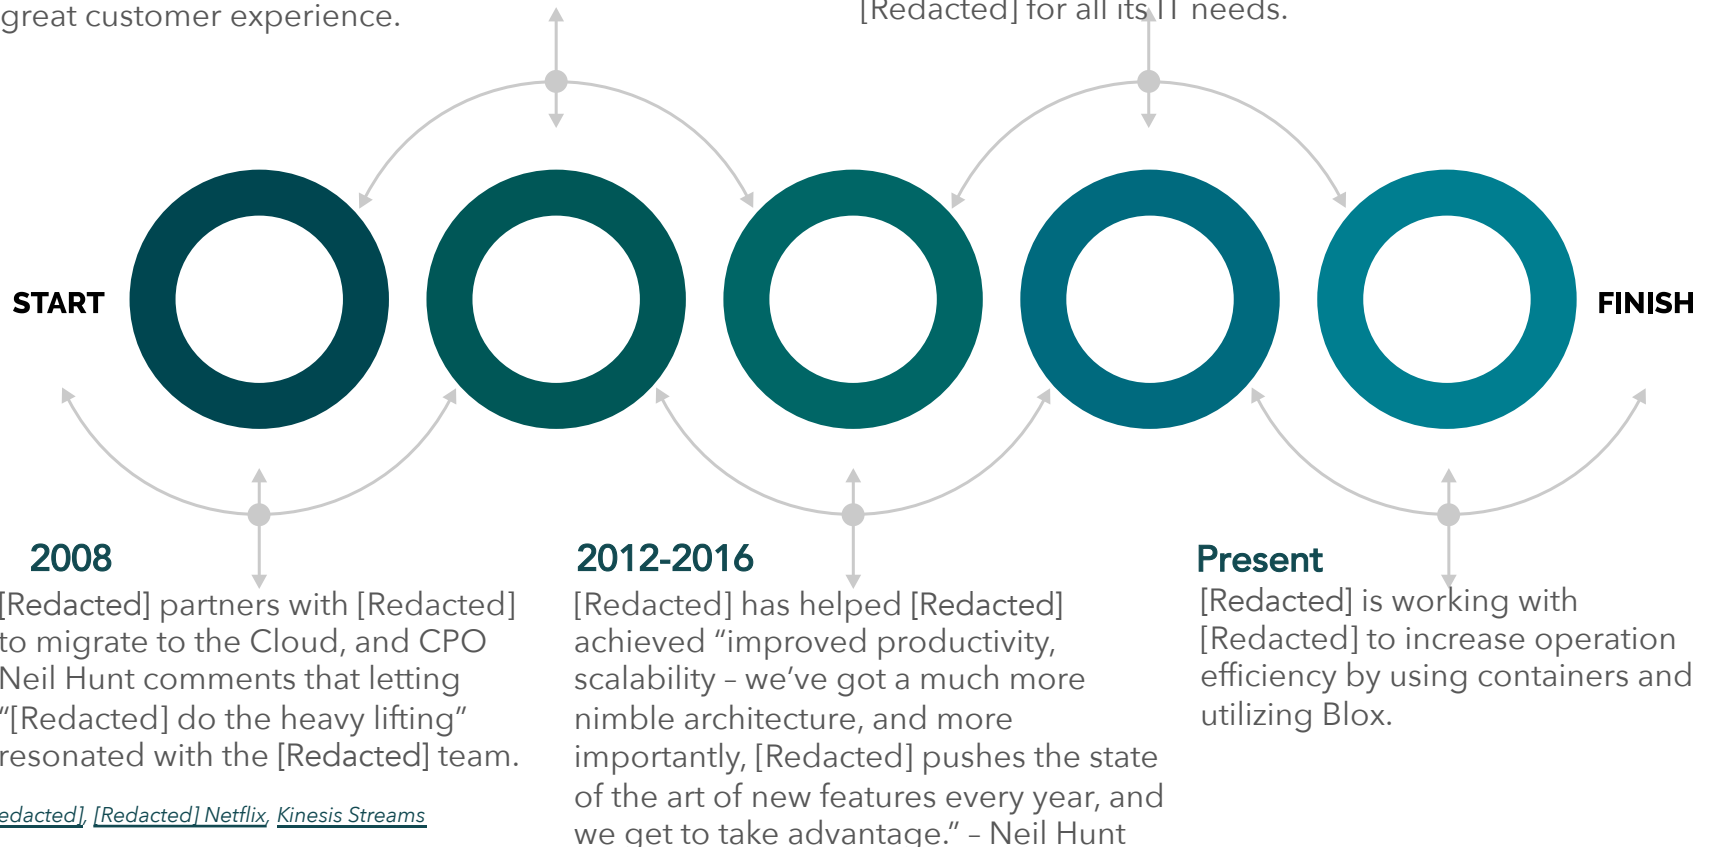 great customer experience.
[Redacted] for all its IT needs.
START
FINISH
2008
[Redacted] partners with [Redacted]
to migrate to the Cloud, and CPO
Neil Hunt comments that letting
“[Redacted] do the heavy lifting”
resonated with the [Redacted] team.
edacted], [Redacted] Netflix, Kinesis Streams
2012-2016
[Redacted] has helped [Redacted]
achieved “improved productivity,
scalability – we’ve got a much more
nimble architecture, and more
importantly, [Redacted] pushes the state
of the art of new features every year, and
we get to take advantage.” – Neil Hunt
Present
[Redacted] is working with
[Redacted] to increase operation
efficiency by using containers and
utilizing Blox.